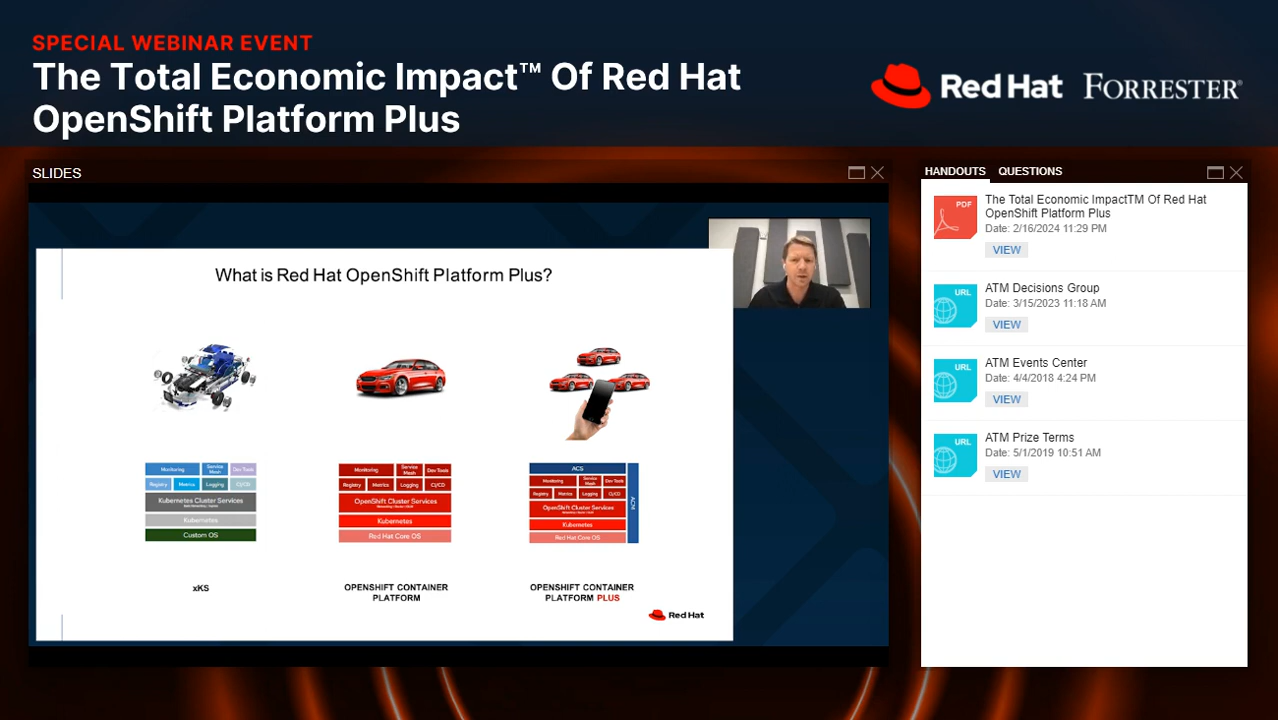 SPECIAL WEBINAR EVENT
The Total Economic Impact™ Of Red Hat
OpenShift Platform Plus
Red Hat
FORRESTER®
SLIDES
What is Red Hat OpenShift Platform Plus?
Monitoring
Service Mesh
Dev Tools
Registry
Metrics
Logging
CI/CD
Kubernetes Cluster Services
Kubernetes
Custom OS
xKS
Monitoring
Service Mesh
Dev Tools
Registry
Metrics
Logging
CI/CD
OpenShift Cluster Services
Kubernetes
Red Hat Core OS
OPENSHIFT CONTAINER
PLATFORM
ACS
Monitoring
Service Mesh
Dev Tools
Registry
Metrics
Logging
CI/CD
OpenShift Cluster Services
Kubernetes
Red Hat Core OS
ACM
OPENSHIFT CONTAINER
PLATFORM PLUS
Red Hat
HANDOUTS
QUESTIONS
PDF
The Total Economic ImpactTM Of Red Hat
OpenShift Platform Plus
Date: 2/16/2024 11:29 PM
VIEW
URL
ATM Decisions Group
Date: 3/15/2023 11:18 AM
VIEW
URL
ATM Events Center
Date: 4/4/2018 4:24 PM
VIEW
URL
ATM Prize Terms
Date: 5/1/2019 10:51 AM
VIEW